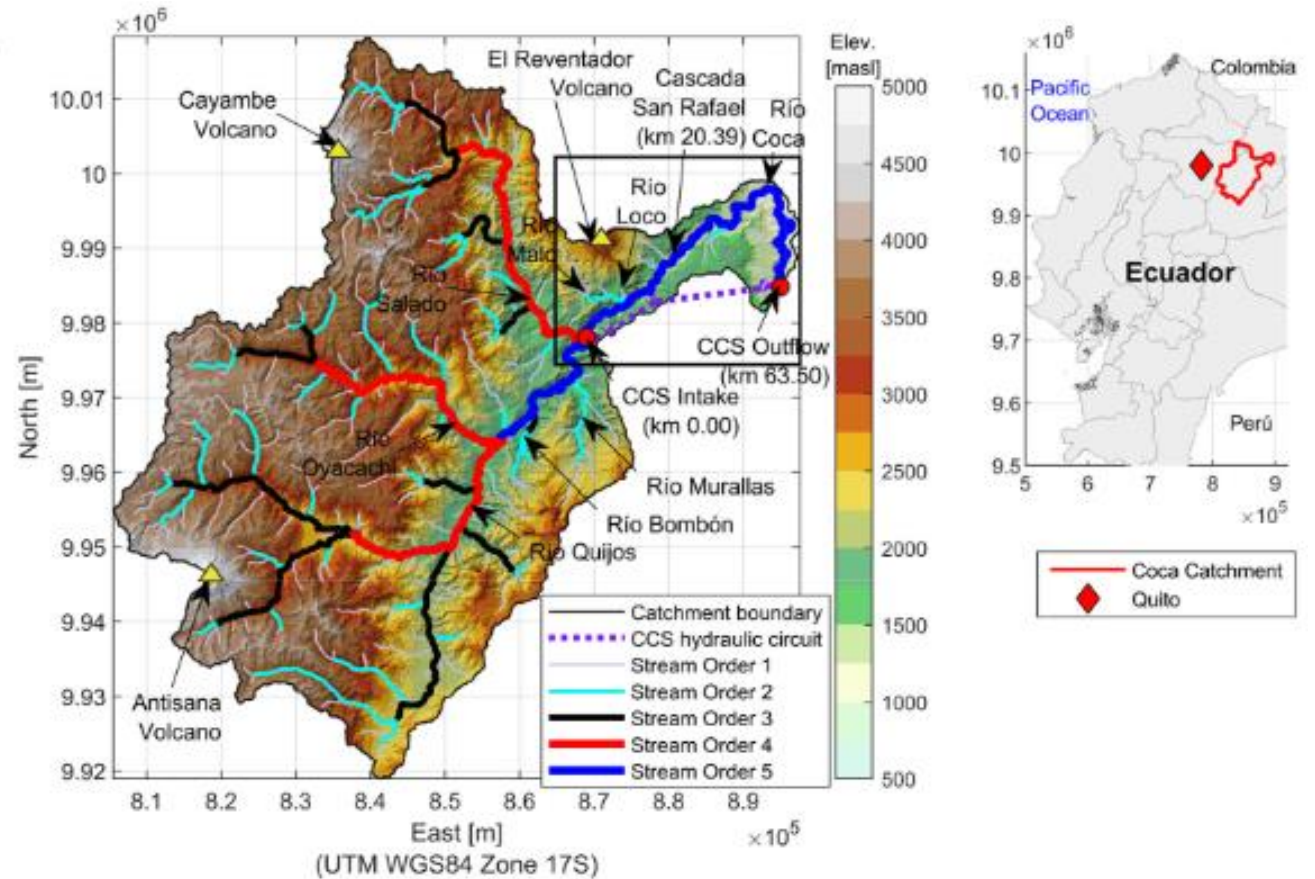 ×10⁶
El Reventador
Volcano
Cascada
San Rafael
(km 20.39)
Río
Coca
Elev.
[masl]
Cayambe
Volcano
Río
Loco
Río
Malo
Río
Salado
CCS Outflow
(km 63.50)
CCS Intake
(km 0.00)
Río
Oyacachi
Río Murallas
Río Bombón
Río Quijos
Antisana
Volcano
10.01
10
9.99
9.98
9.97
9.96
9.95
9.94
9.93
9.92
North [m]
8.1 8.2 8.3 8.4 8.5 8.6 8.7 8.8 8.9
East [m]
×10⁵
(UTM WGS84 Zone 17S)
Catchment boundary
CCS hydraulic circuit
Stream Order 1
Stream Order 2
Stream Order 3
Stream Order 4
Stream Order 5
5000
4500
4000
3500
3000
2500
2000
1500
1000
500
×10⁶
Pacific
Ocean
Colombia
Ecuador
Perú
10.1
10
9.9
9.8
9.7
9.6
9.5
5 6 7 8 9
×10⁵
Coca Catchment
Quito